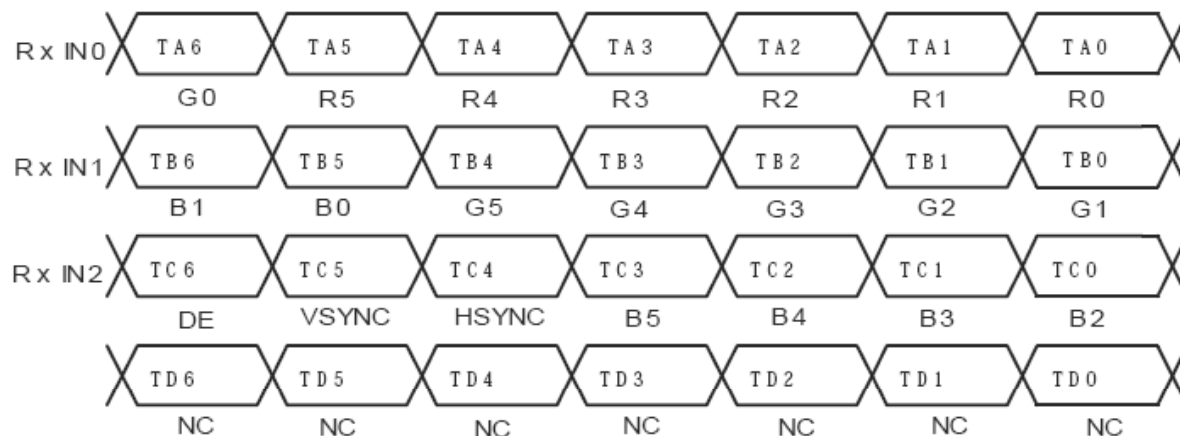 Rx IN0 TA6 TA5 TA4 TA3 TA2 TA1 TA0
G0 R5 R4 R3 R2 R1 R0
Rx IN1 TB6 TB5 TB4 TB3 TB2 TB1 TB0
B1 B0 G5 G4 G3 G2 G1
Rx IN2 TC6 TC5 TC4 TC3 TC2 TC1 TC0
DE VSYNC HSYNC B5 B4 B3 B2
TD6 TD5 TD4 TD3 TD2 TD1 TD0
NC NC NC NC NC NC NC